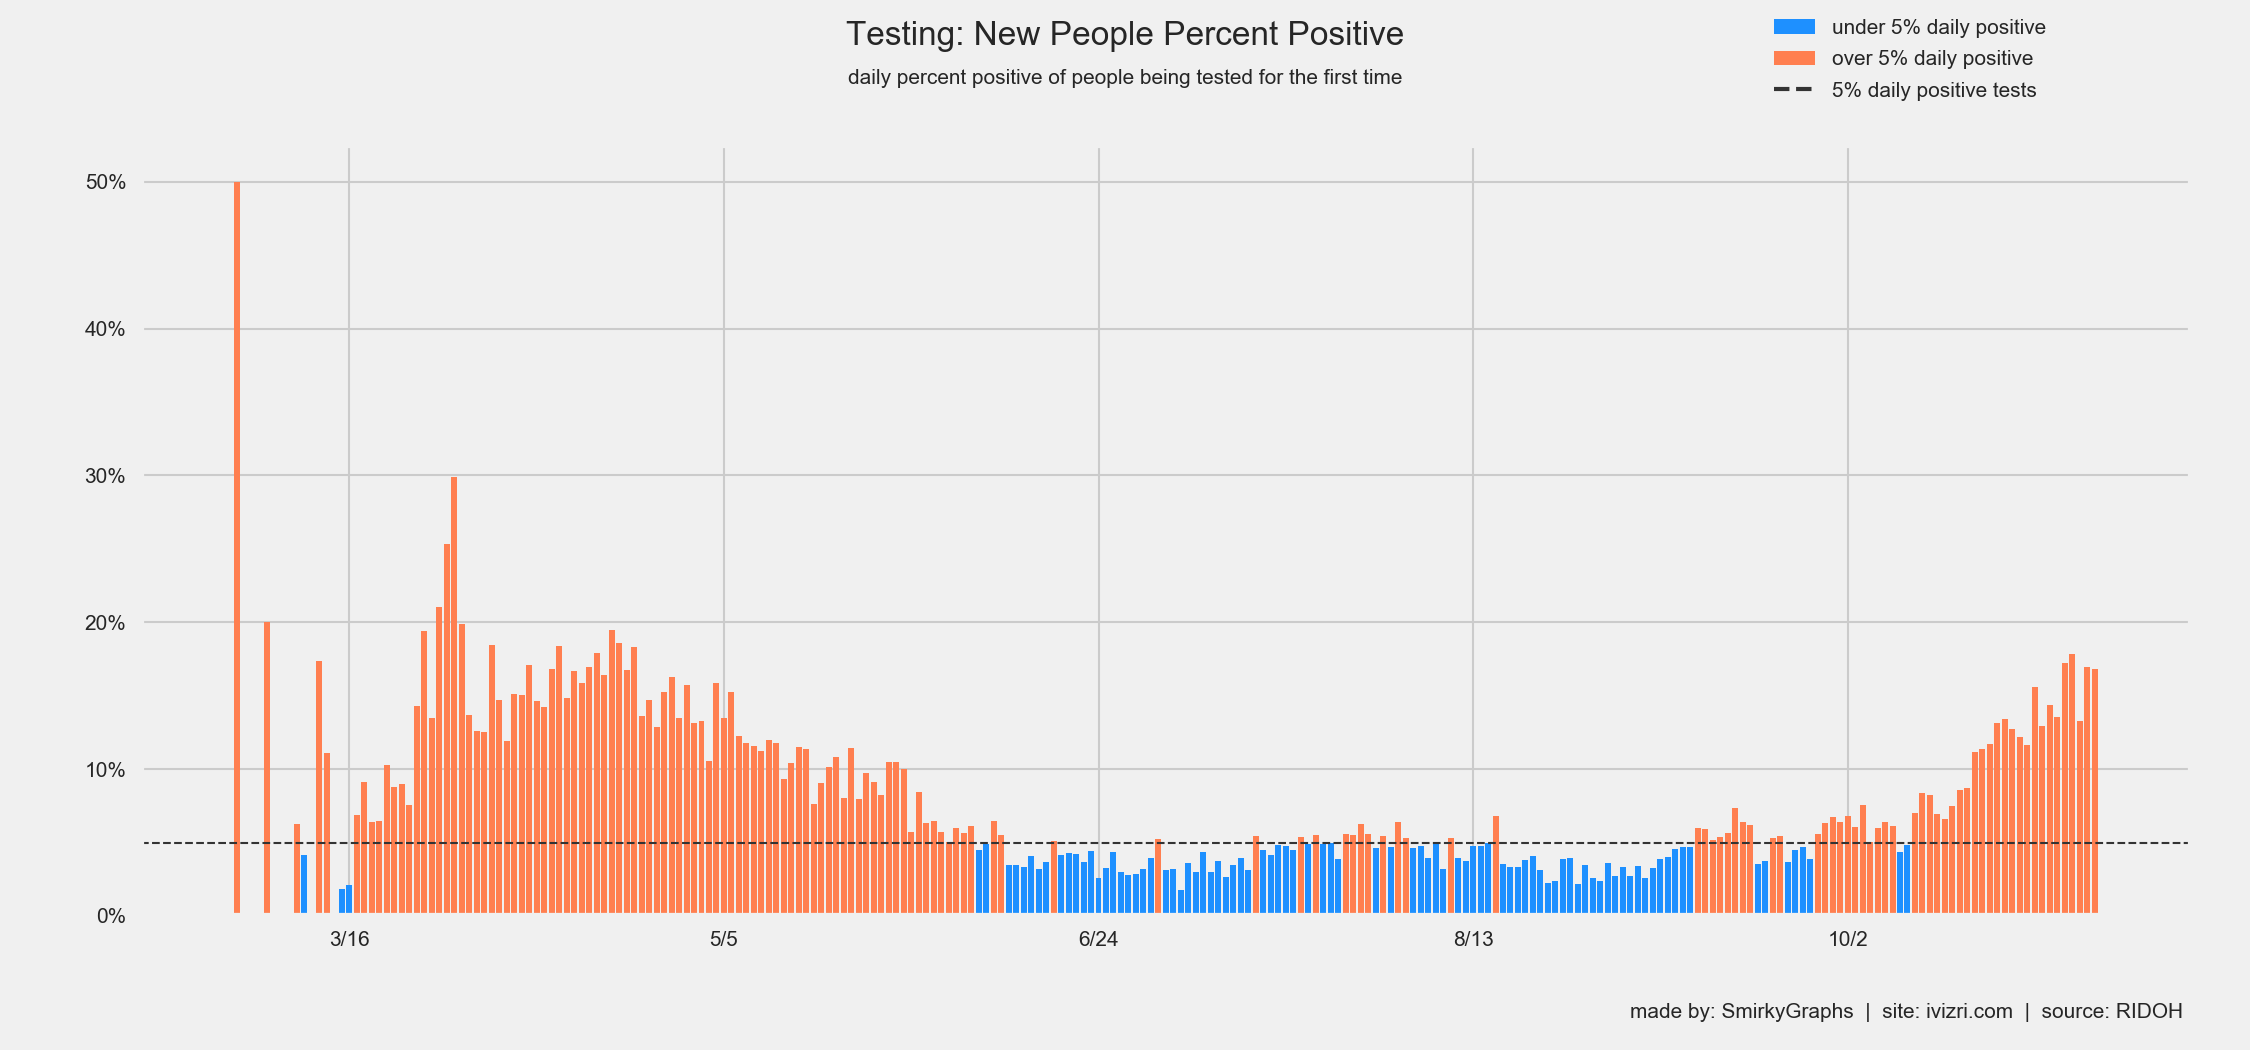 Testing: New People Percent Positive
daily percent positive of people being tested for the first time
under 5% daily positive
over 5% daily positive
5% daily positive tests
50%
40%
30%
20%
10%
0%
3/16
5/5
6/24
8/13
10/2
made by: SmirkyGraphs | site: ivizri.com | source: RIDOH